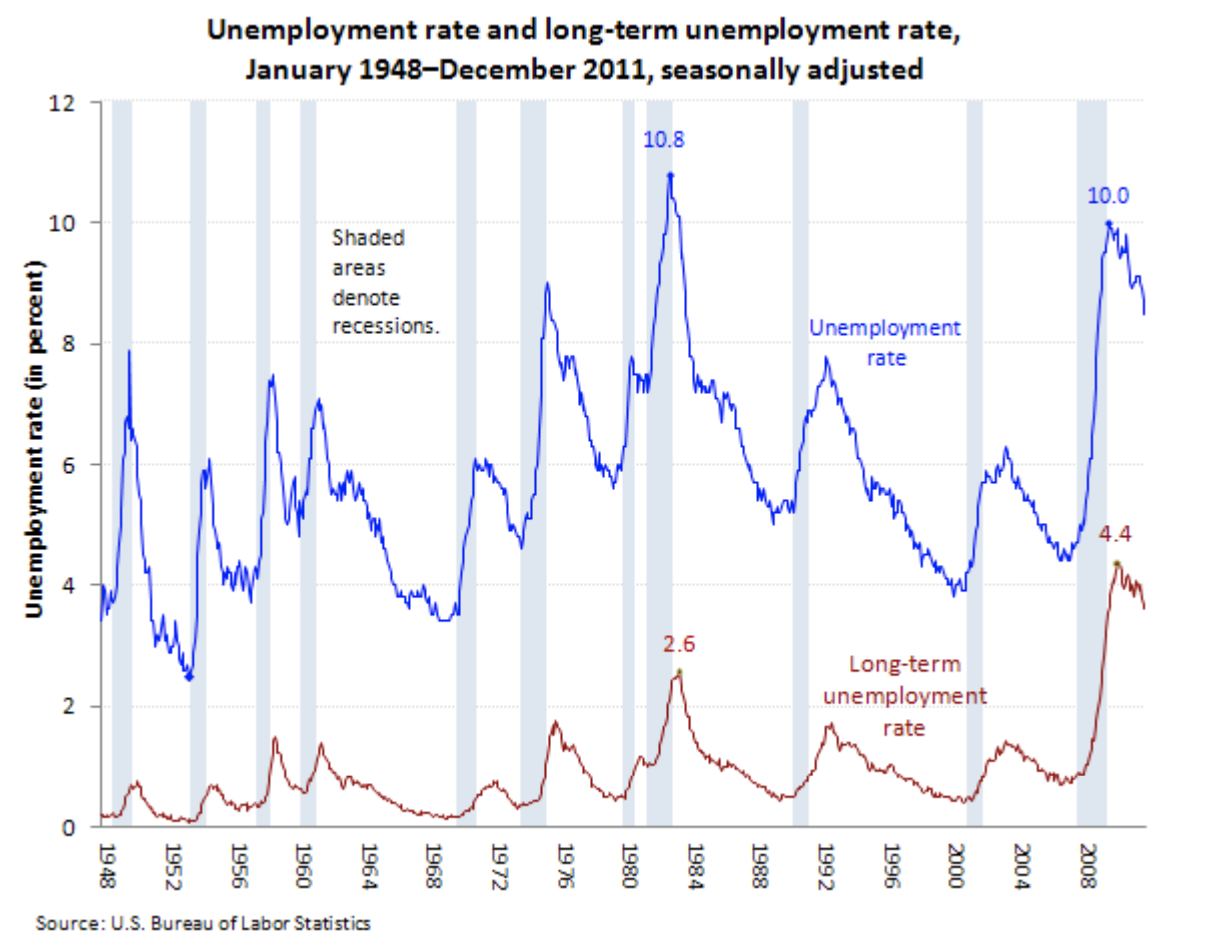 Unemployment rate and long-term unemployment rate,
January 1948–December 2011, seasonally adjusted
12
10
8
6
4
2
0
Unemployment rate (in percent)
10.8
10.0
Shaded
areas
denote
recessions.
Unemployment
rate
4.4
2.6
Long-term
unemployment
rate
1948
1952
1956
1960
1964
1968
1972
1976
1980
1984
1988
1992
1996
2000
2004
2008
Source: U.S. Bureau of Labor Statistics